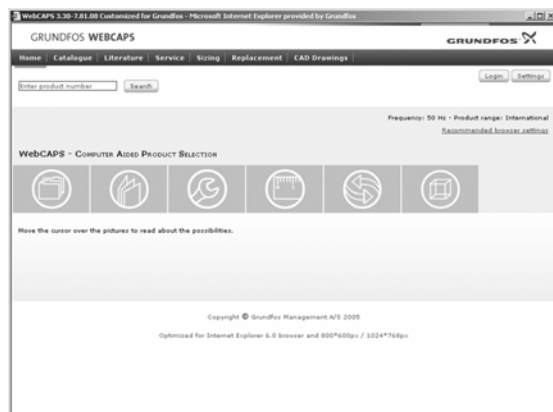 WebCAPS 3.30-7.81.08 Customized for Grundfos - Microsoft Internet Explorer provided by Grundfos
GRUNDFOS WEBCAPS
GRUNDFOS
Home Catalogue Literature Service Sizing Replacement CAD Drawings
Login Settings
Enter product number Search
Frequency: 50 Hz - Product range: International
Recommended browser settings
WebCAPS - Computer Aided Product Selection
Move the cursor over the pictures to read about the possibilities.
Copyright © Grundfos Management A/S 2005
Optimized for Internet Explorer 6.0 browser and 800*600px / 1024*768px